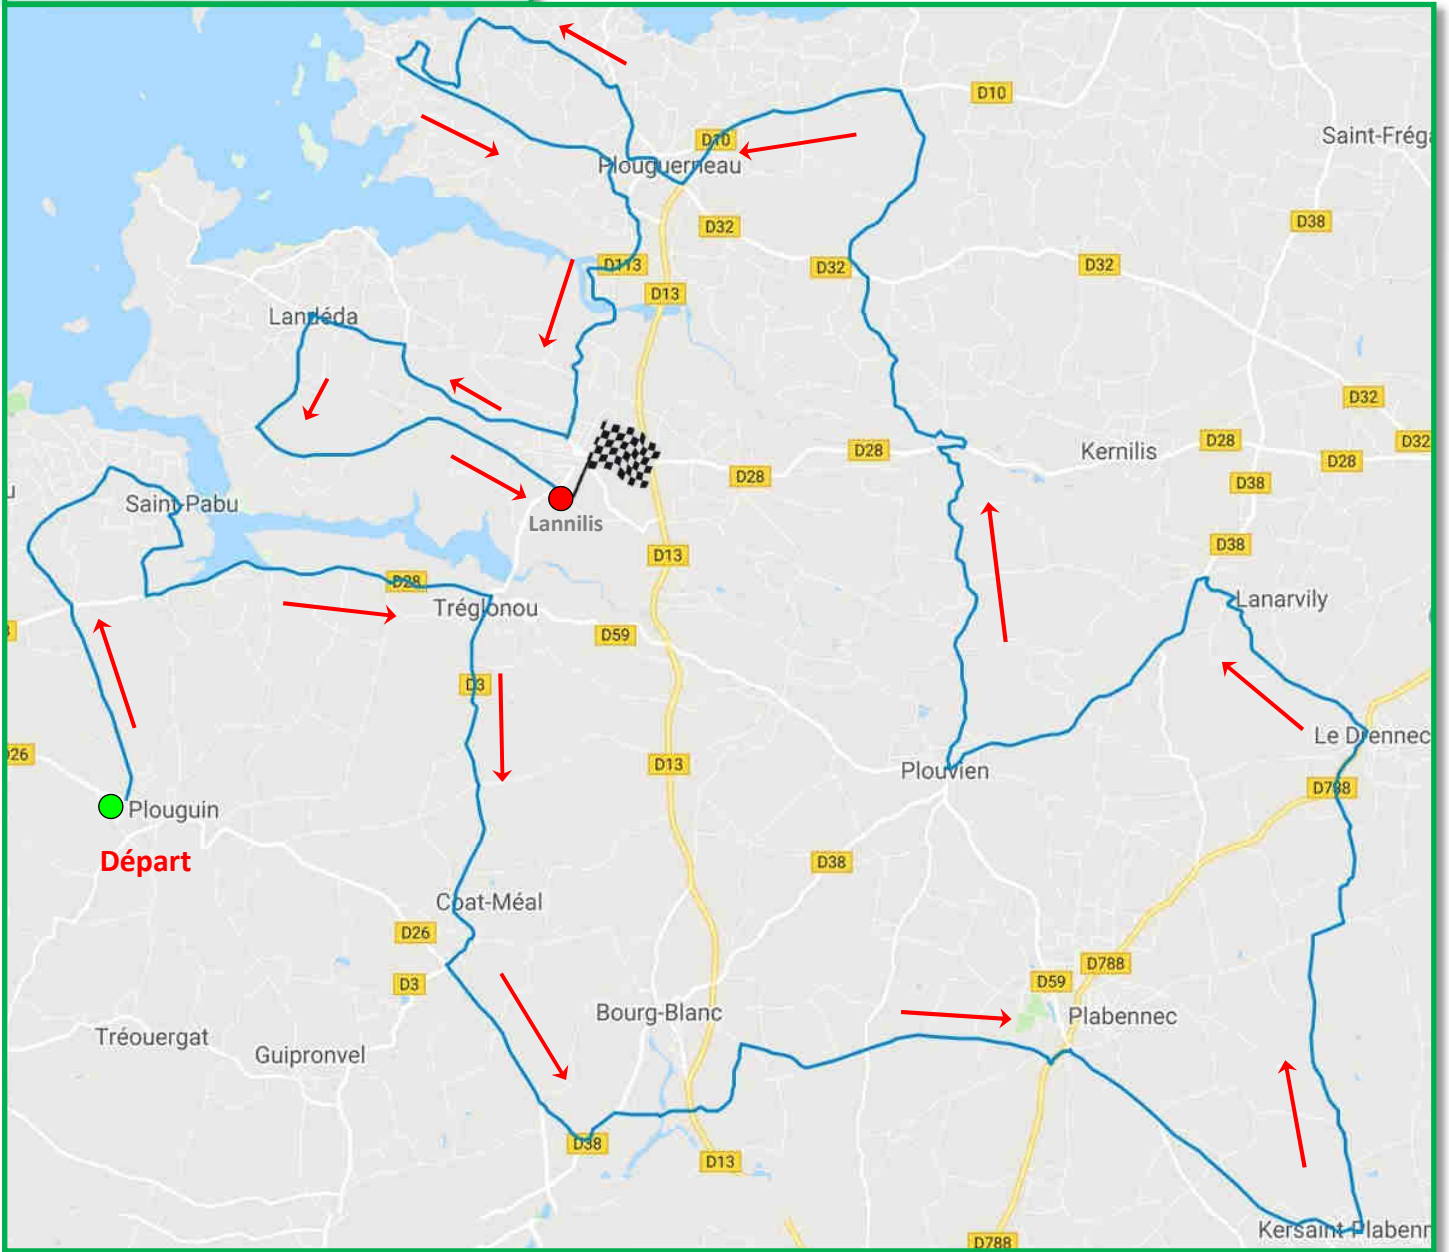 D10
Saint-Fréga
D10
Plouguerneau
D32
D38
D113
D32
D32
D13
Landéda
D32
D28
D32
D28
Kernilis
D28
D28
D38
Saint-Pabu
Lannilis
D38
D13
D28
Tréglonou
Lanarvily
D59
D3
Le Drennec
D26
D13
Plouvien
D788
Plouguin
Départ
D38
Coat-Méal
D26
D788
D3
D59
Bourg-Blanc
Plabennec
Tréouergat
Guipronvel
D38
D13
Kersaint-Plabenn
D788